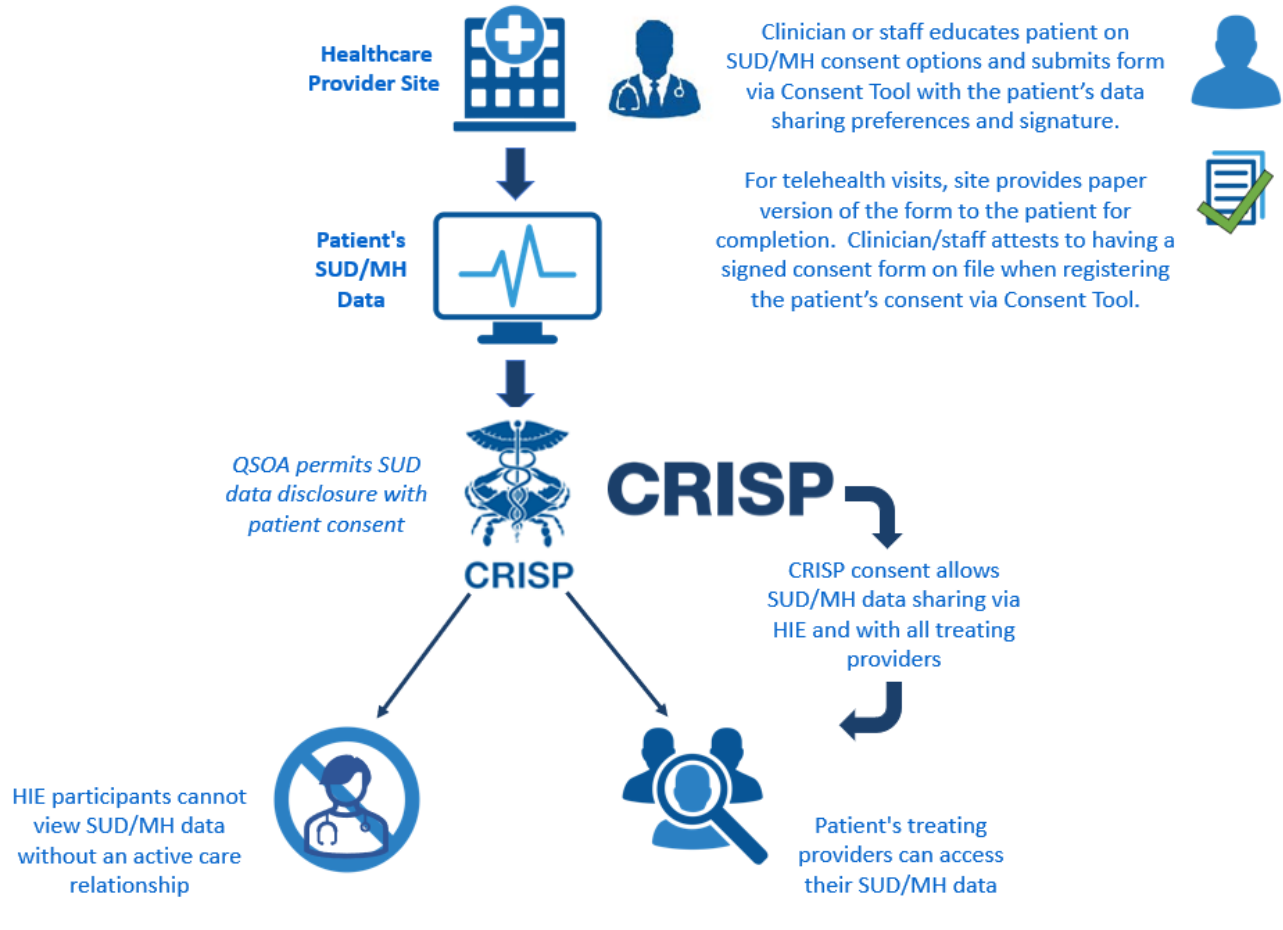 Healthcare
Provider Site
Clinician or staff educates patient on
SUD/MH consent options and submits form
via Consent Tool with the patient’s data
sharing preferences and signature.
For telehealth visits, site provides paper
version of the form to the patient for
completion.  Clinician/staff attests to having a
signed consent form on file when registering
the patient’s consent via Consent Tool.
Patient's
SUD/MH
Data
QSOA permits SUD
data disclosure with
patient consent
CRISP
CRISP
CRISP consent allows
SUD/MH data sharing via
HIE and with all treating
providers
HIE participants cannot
view SUD/MH data
without an active care
relationship
Patient's treating
providers can access
their SUD/MH data